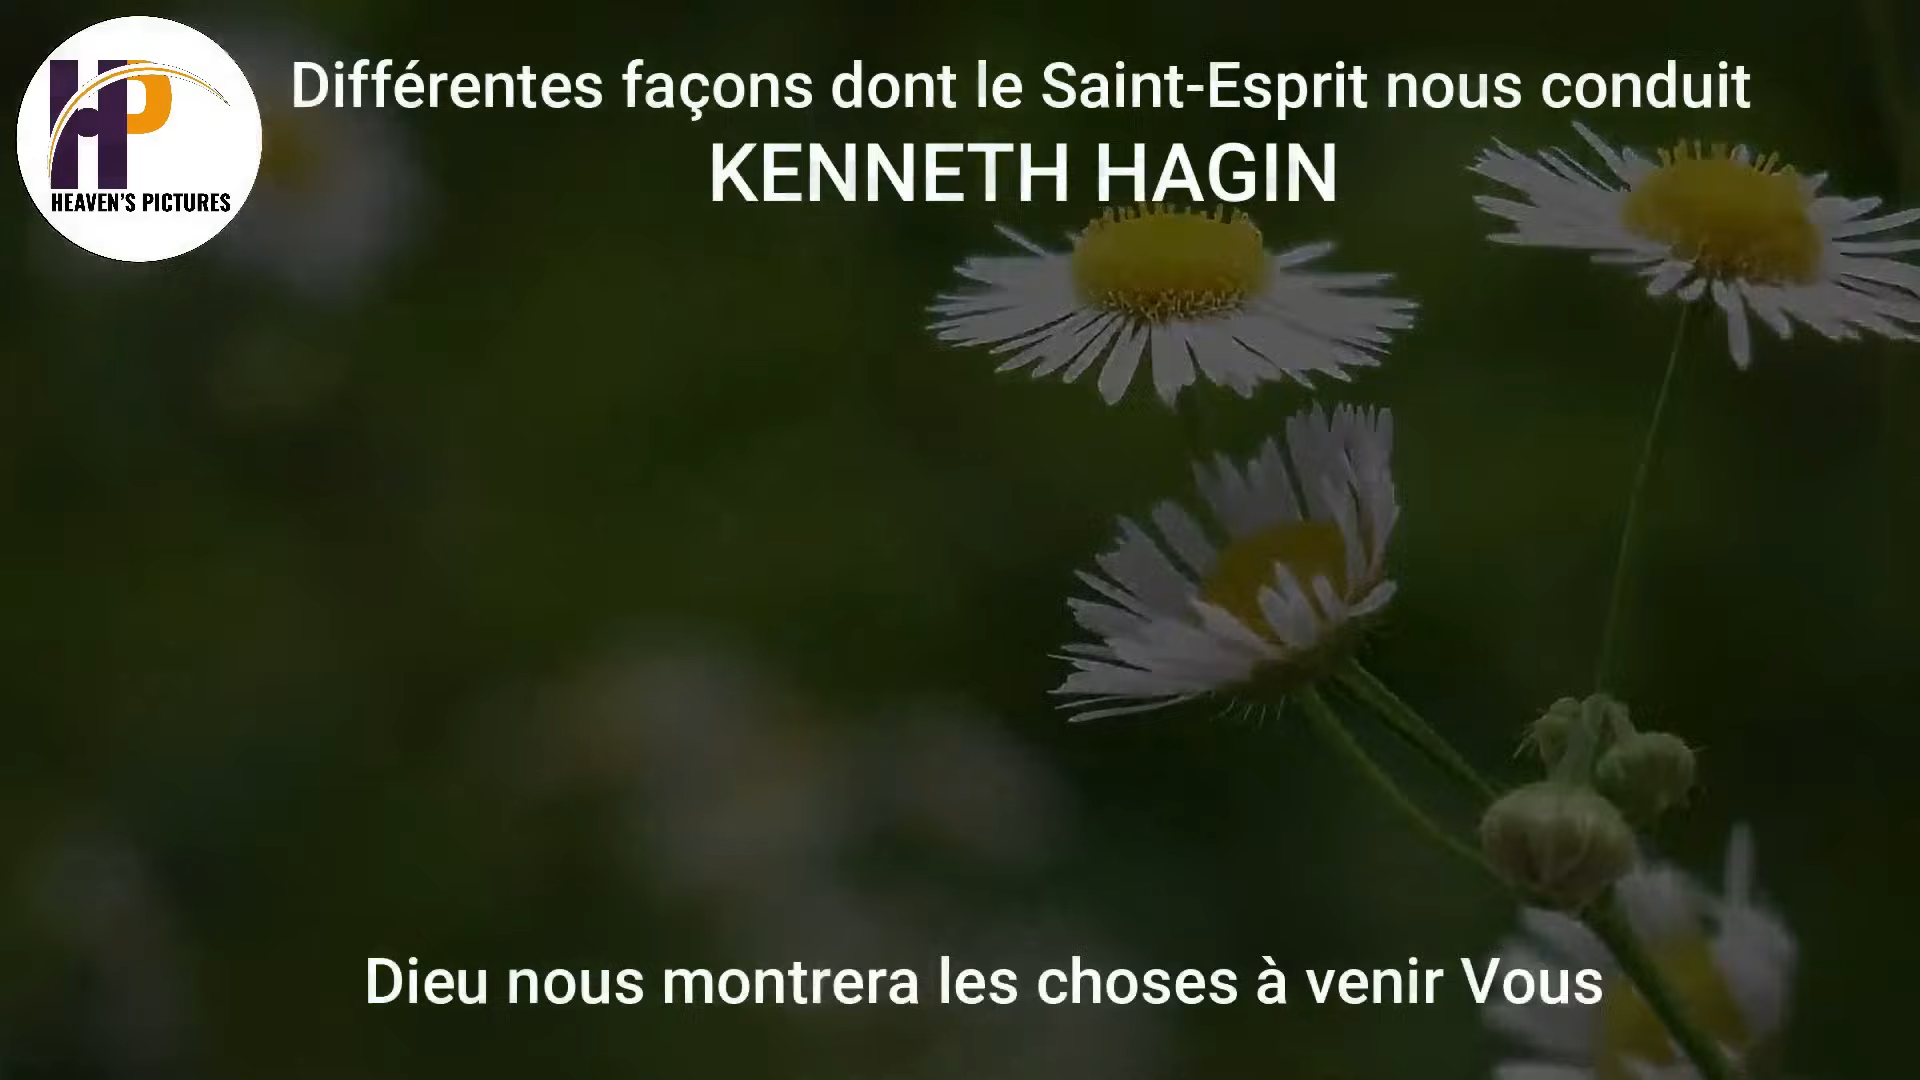 HP
HEAVEN'S PICTURES
Différentes façons dont le Saint-Esprit nous conduit
KENNETH HAGIN
Dieu nous montrera les choses à venir Vous